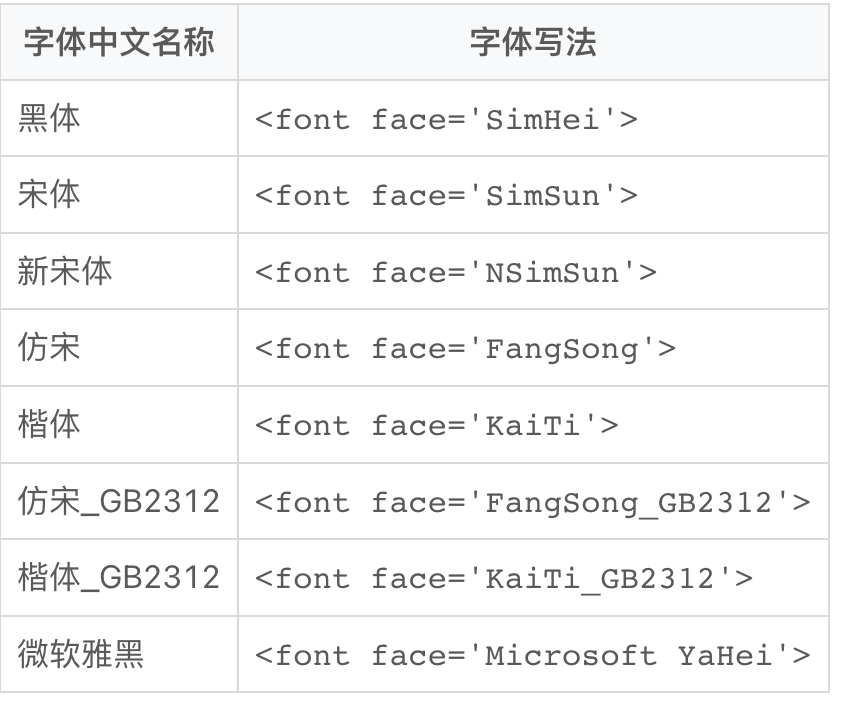 字体中文名称 字体写法
黑体 <font face='SimHei'>
宋体 <font face='SimSun'>
新宋体 <font face='NSimSun'>
仿宋 <font face='FangSong'>
楷体 <font face='KaiTi'>
仿宋_GB2312 <font face='FangSong_GB2312'>
楷体_GB2312 <font face='KaiTi_GB2312'>
微软雅黑 <font face='Microsoft YaHei'>